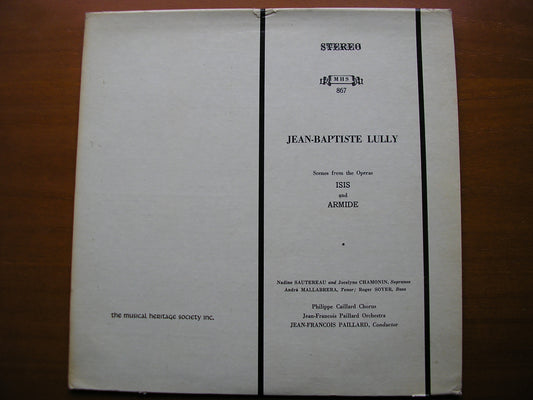 STEREO
MHS
867
JEAN-BAPTISTE LULLY
Scenes from the Operas
ISIS
and
ARMIDE
*
Nadine SAUTEREAU and Jocelyne CHAMONIN, Sopranos
André MALLABRERA, Tenor; Roger SOYER, Bass
Philippe Caillard Chorus
Jean-Francois Paillard Orchestra
JEAN-FRANCOIS PAILLARD, Conductor
the musical heritage society inc.